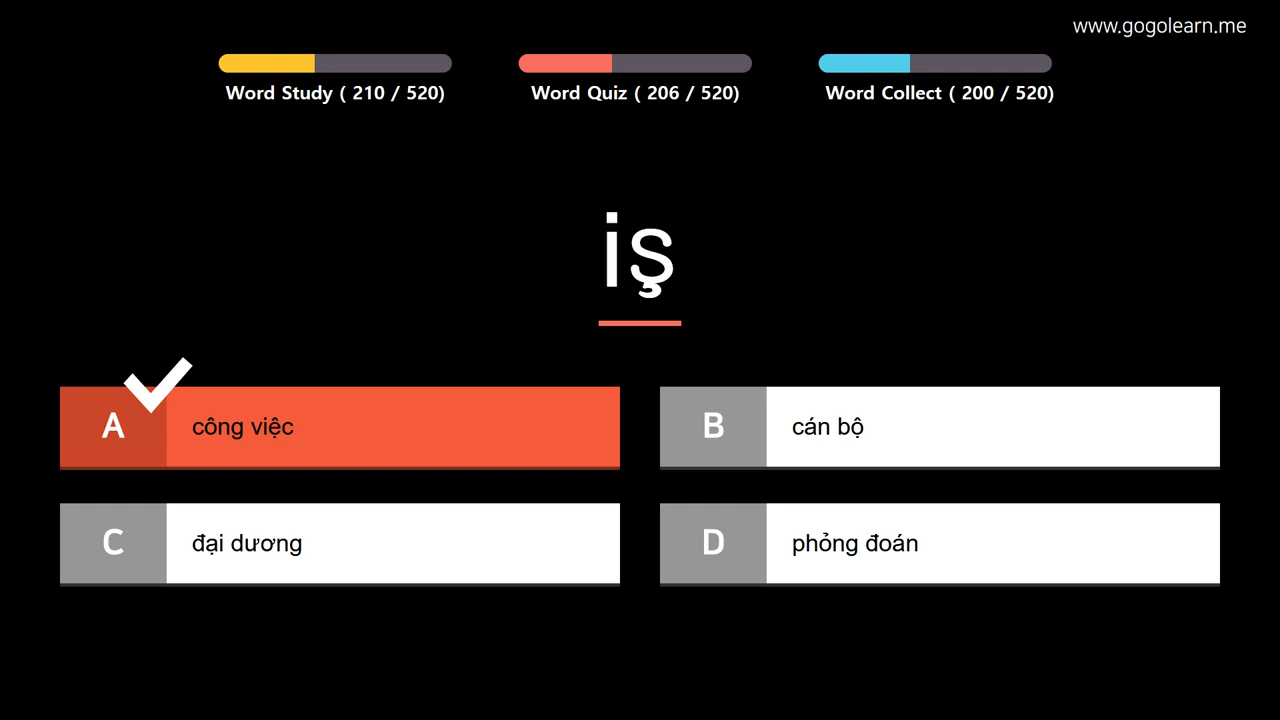 www.gogolearn.me
Word Study ( 210 / 520)
Word Quiz ( 206 / 520)
Word Collect ( 200 / 520)
iş
A công việc
B cán bộ
C đại dương
D phỏng đoán